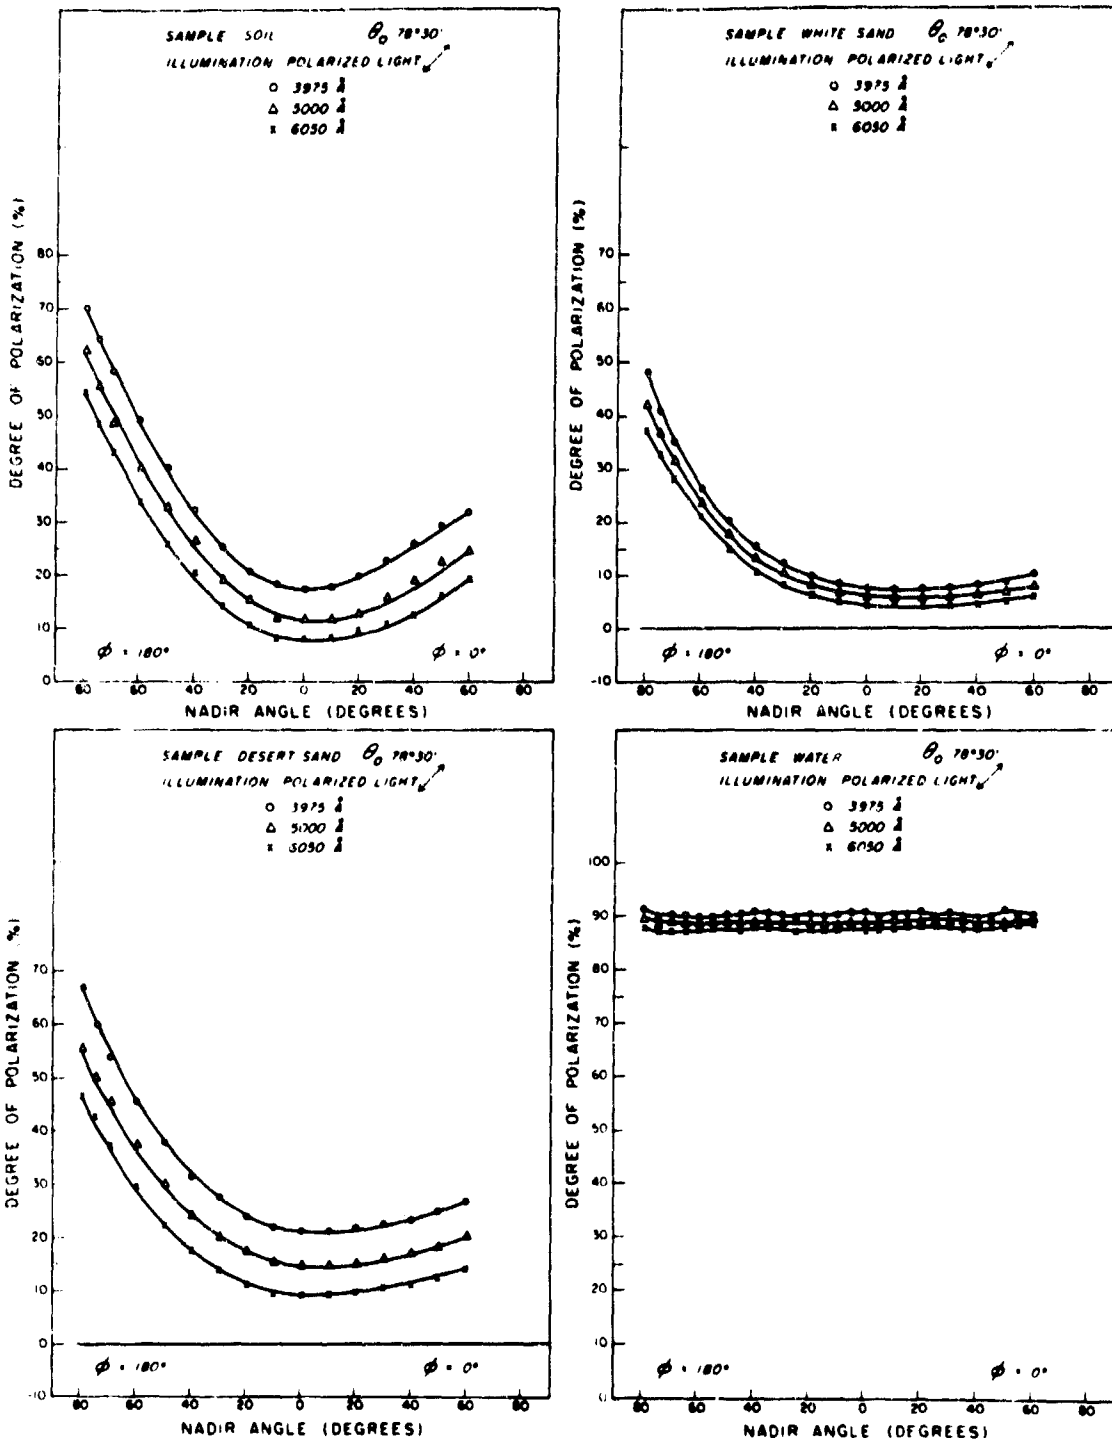 SAMPLE SOIL θ₀ 78°30'
ILLUMINATION POLARIZED LIGHT
○ 3975 Å
△ 5000 Å
x 6050 Å
DEGREE OF POLARIZATION (%)
80
70
60
50
40
30
20
10
0
ϕ = 180° ϕ = 0°
80 60 40 20 0 20 40 60 80
NADIR ANGLE (DEGREES)
SAMPLE WHITE SAND θ₀ 78°30'
ILLUMINATION POLARIZED LIGHT
○ 3975 Å
△ 5000 Å
x 6050 Å
DEGREE OF POLARIZATION (%)
70
60
50
40
30
20
10
0
-10
ϕ = 180° ϕ = 0°
80 60 40 20 0 20 40 60 80
NADIR ANGLE (DEGREES)
SAMPLE DESERT SAND θ₀ 78°30'
ILLUMINATION POLARIZED LIGHT
○ 3975 Å
△ 5000 Å
x 6050 Å
DEGREE OF POLARIZATION (%)
70
60
50
40
30
20
10
0
-10
ϕ = 180° ϕ = 0°
80 60 40 20 0 20 40 60 80
NADIR ANGLE (DEGREES)
SAMPLE WATER θ₀ 78°30'
ILLUMINATION POLARIZED LIGHT
○ 3975 Å
△ 5000 Å
x 6050 Å
DEGREE OF POLARIZATION (%)
100
90
80
70
60
50
40
30
20
10
0
ϕ = 180° ϕ = 0°
80 60 40 20 0 20 40 60 80
NADIR ANGLE (DEGREES)